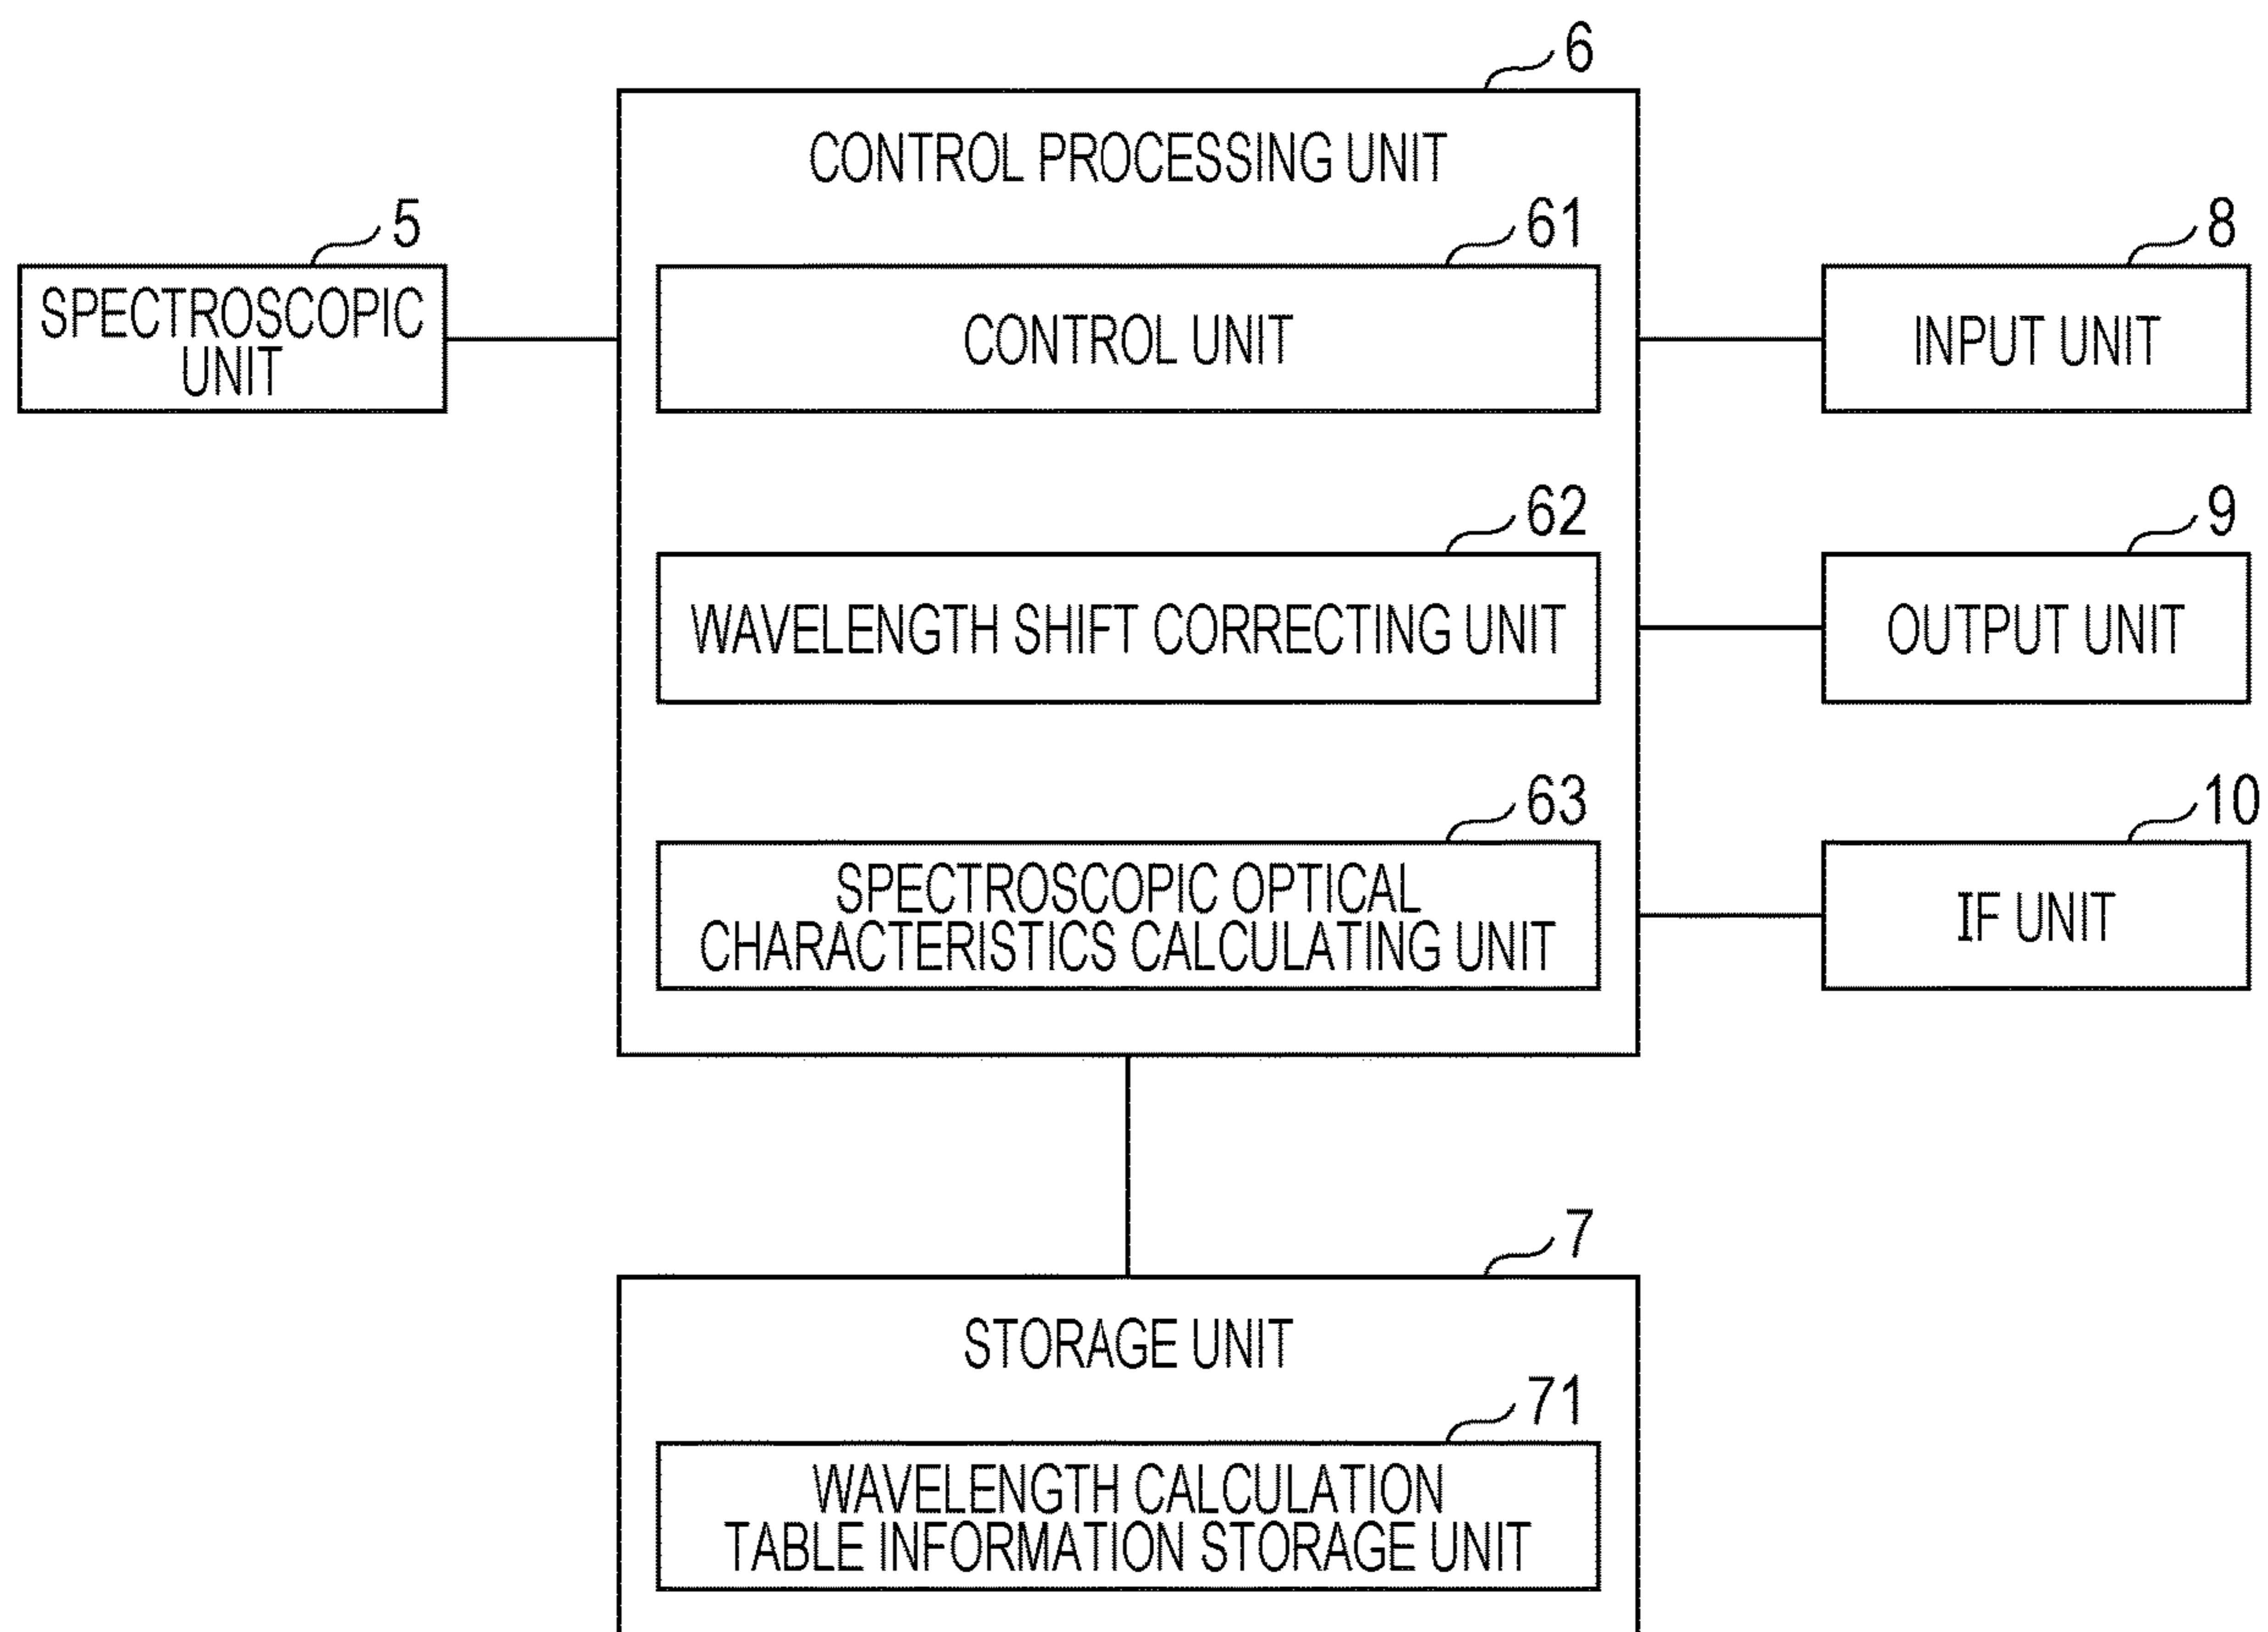 6
CONTROL PROCESSING UNIT
5
SPECTROSCOPIC
UNIT
61
CONTROL UNIT
8
INPUT UNIT
62
WAVELENGTH SHIFT CORRECTING UNIT
9
OUTPUT UNIT
63
SPECTROSCOPIC OPTICAL
CHARACTERISTICS CALCULATING UNIT
10
IF UNIT
7
STORAGE UNIT
71
WAVELENGTH CALCULATION
TABLE INFORMATION STORAGE UNIT